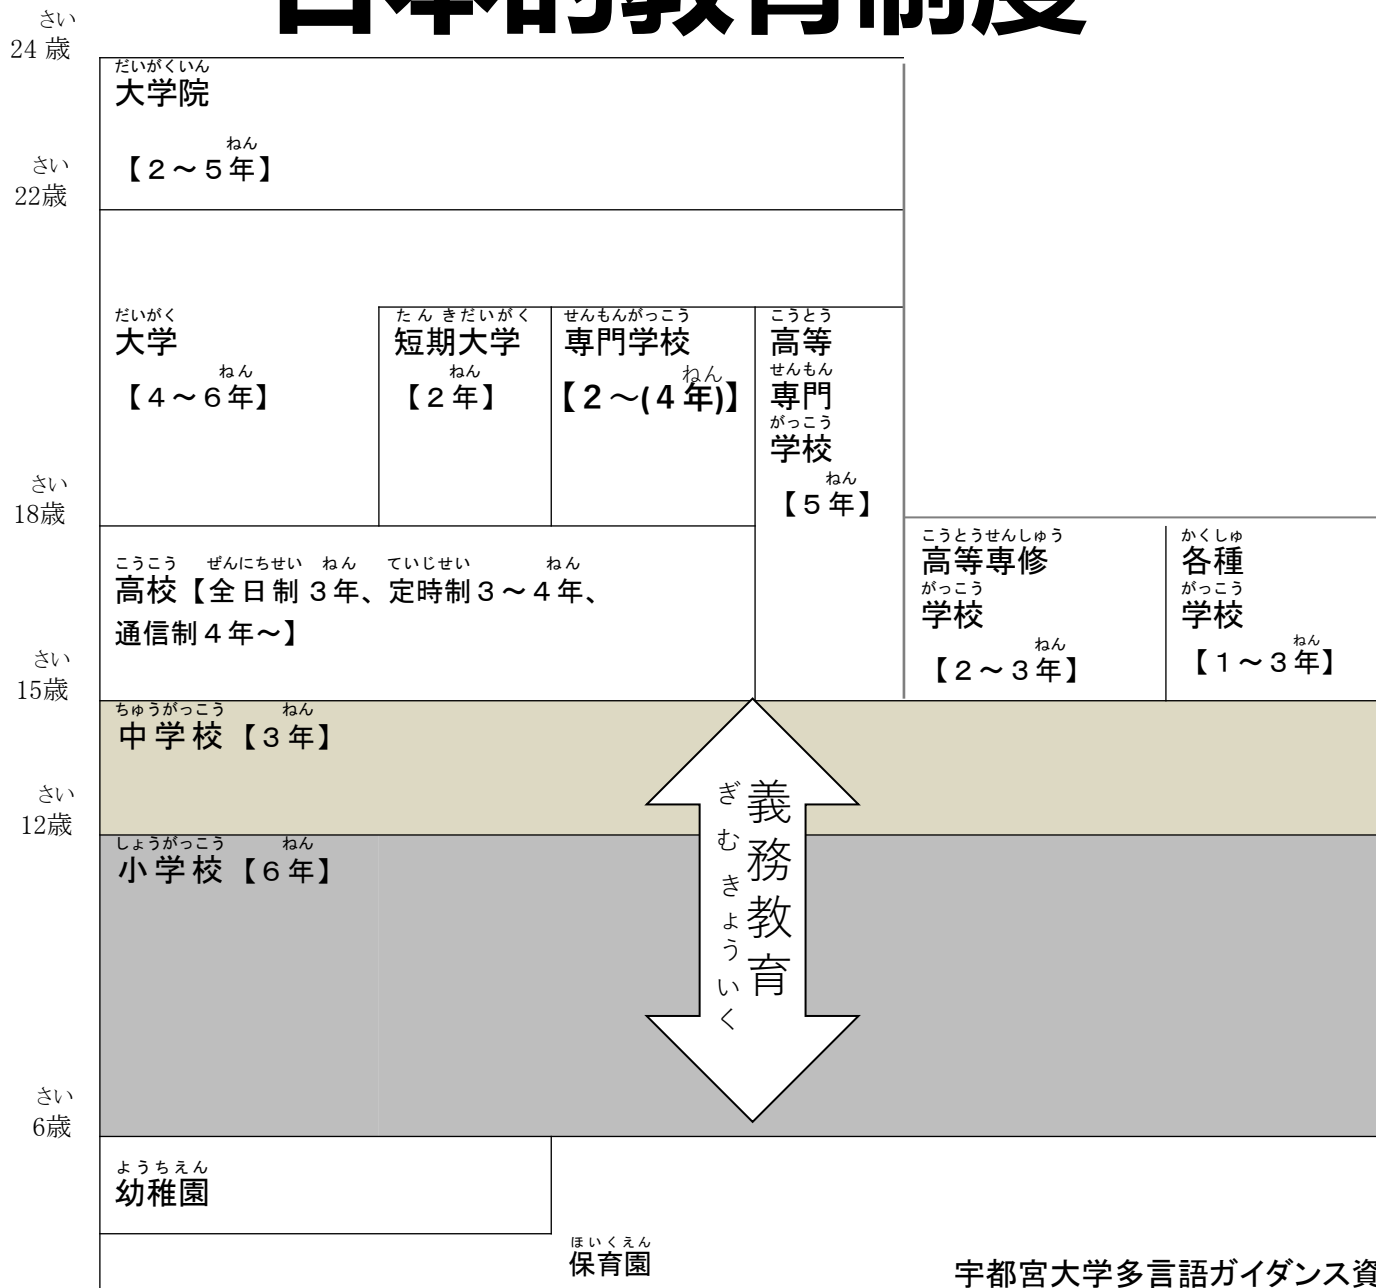 日本的教育制度
さい
24 歳
だいがくいん
大学院
ねん
【２～５年】
さい
22歳
だいがく
大学
ねん
【４～６年】
たんきだいがく
短期大学
ねん
【２年】
せんもんがっこう
専門学校
ねん
【２～(４年)】
こうとう
高等
せんもん
専門
がっこう
学校
ねん
【５年】
さい
18歳
こうこう ぜんにちせい ねん ていじせい ねん
高校【全日制３年、定時制３～４年、
通信制４年～】
こうとうせんしゅう
高等専修
がっこう
学校
ねん
【２～３年】
かくしゅ
各種
がっこう
学校
ねん
【１～３年】
さい
15歳
ちゅうがっこう ねん
中学校【３年】
さい
12歳
しょうがっこう ねん
小学校【６年】
義務教育
ぎむきょういく
さい
6歳
ようちえん
幼稚園
ほいくえん
保育園
宇都宮大学多言語ガイダンス資